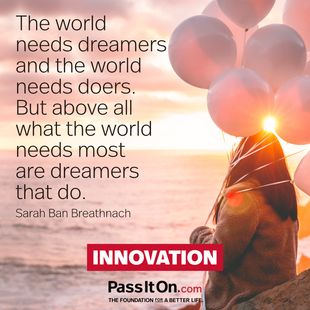 The world
needs dreamers
and the world
needs doers.
But above all
what the world
needs most
are dreamers
that do.
Sarah Ban Breathnach
INNOVATION
PassItOn.com
THE FOUNDATION FOR A BETTER LIFE.